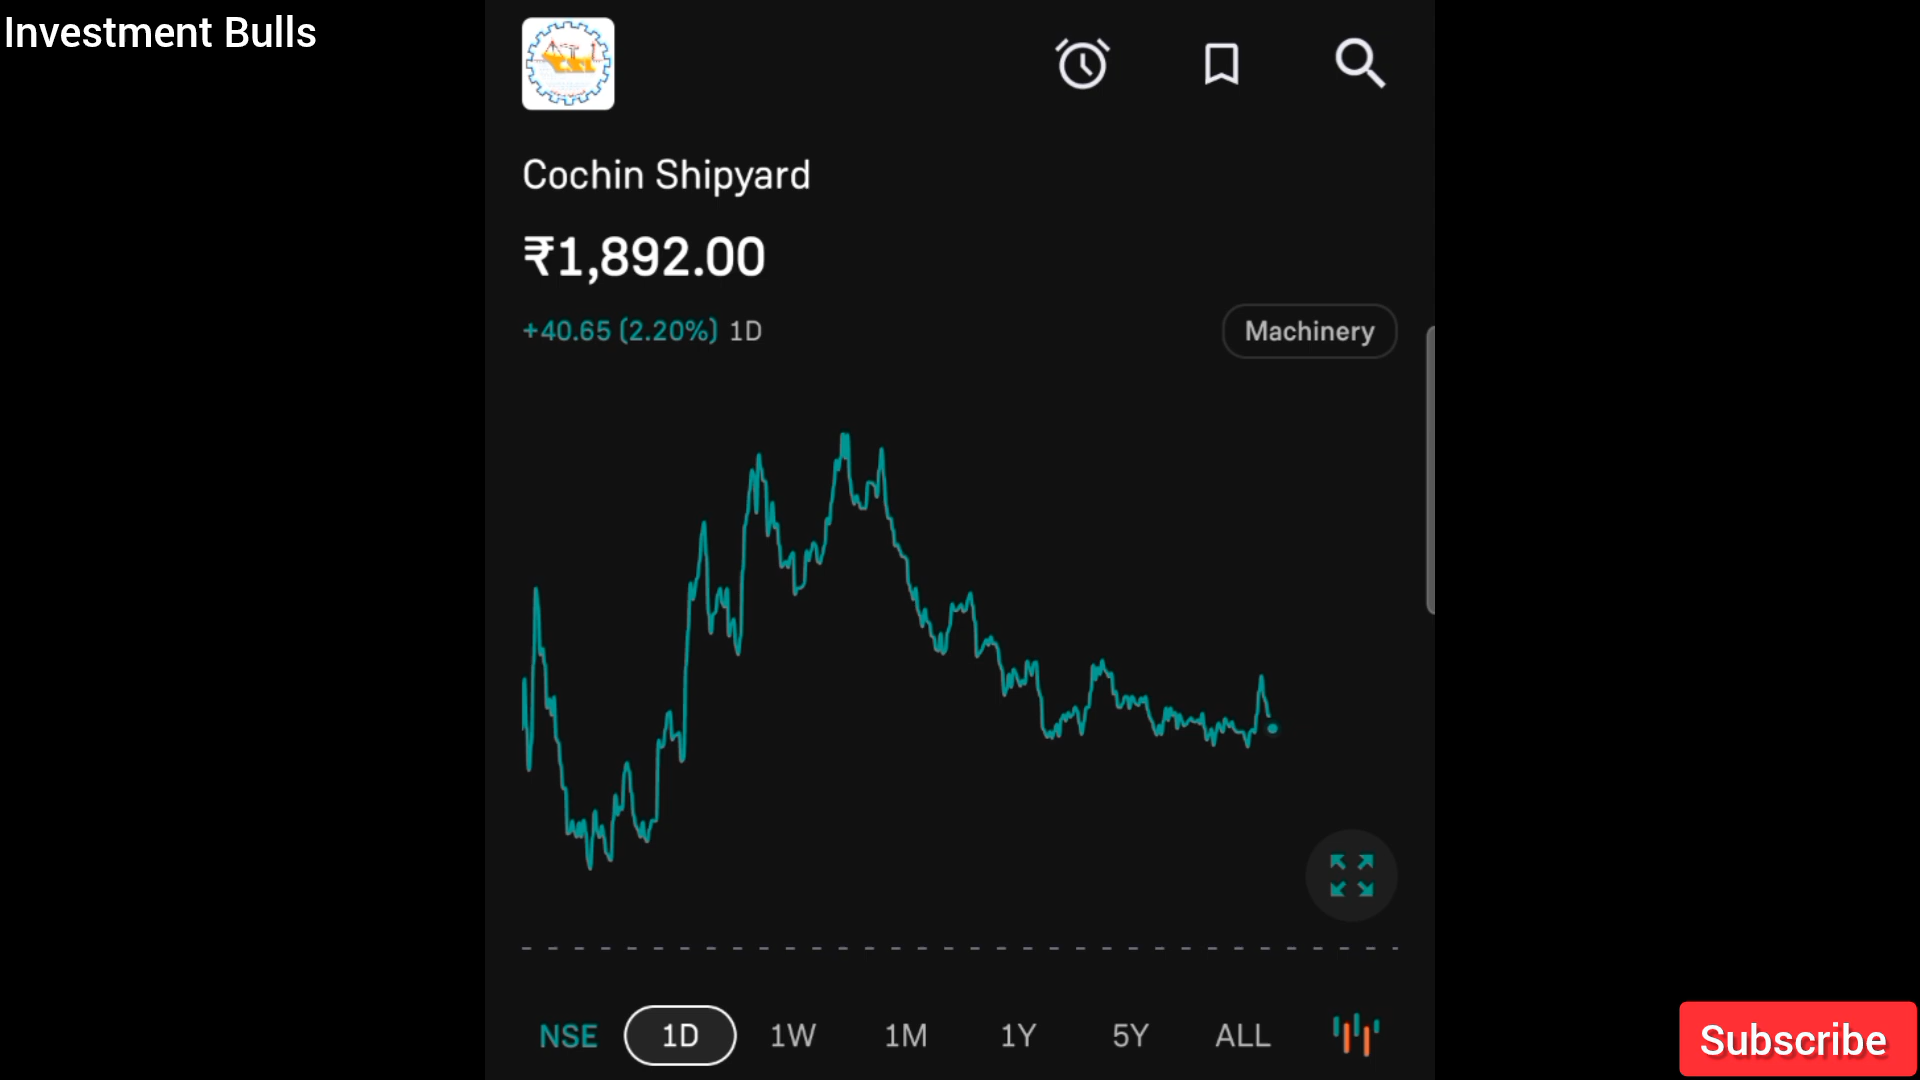 Investment Bulls
CSL
Cochin Shipyard
₹1,892.00
+40.65 (2.20%) 1D
Machinery
NSE 1D 1W 1M 1Y 5Y ALL
Subscribe